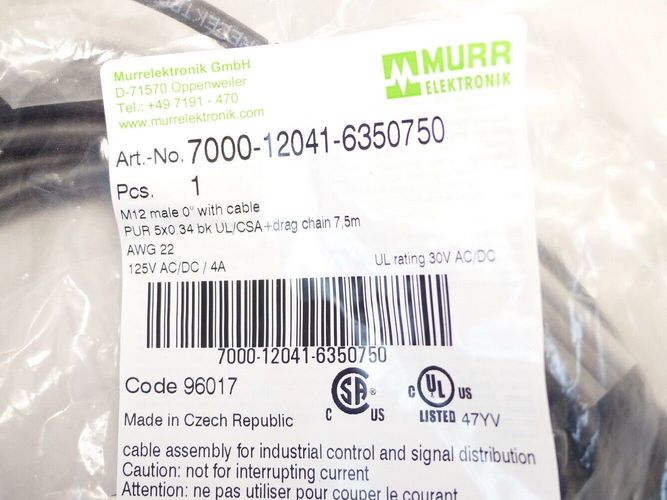 Murrelektronik GmbH
D-71570 Oppenweiler
Tel.: +49 7191 - 470
www.murrelektronik.com
MURR
ELEKTRONIK
Art.-No. 7000-12041-6350750
Pcs. 1
M12 male 0° with cable
PUR 5x0.34 bk UL/CSA+drag chain 7,5m
AWG 22
125V AC/DC / 4A
UL rating 30V AC/DC
7000-12041-6350750
Code 96017
Made in Czech Republic
C SA ® US
C UL US
LISTED 47YV
cable assembly for industrial control and signal distribution
Caution: not for interrupting current
Attention: ne pas utiliser pour couper le courant